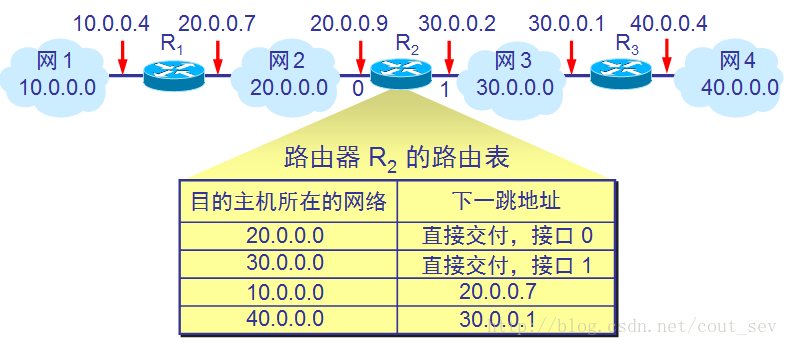 10.0.0.4 20.0.0.7 20.0.0.9 30.0.0.2 30.0.0.1 40.0.0.4
R1 R2 R3
网1 网2 网3 网4
10.0.0.0 20.0.0.0 0 1 30.0.0.0 40.0.0.0
路由器 R2 的路由表
目的主机所在的网络 下一跳地址
20.0.0.0 直接交付，接口 0
30.0.0.0 直接交付，接口 1
10.0.0.0 20.0.0.7
40.0.0.0 30.0.0.1
http://blog.csdn.net/cout_sev